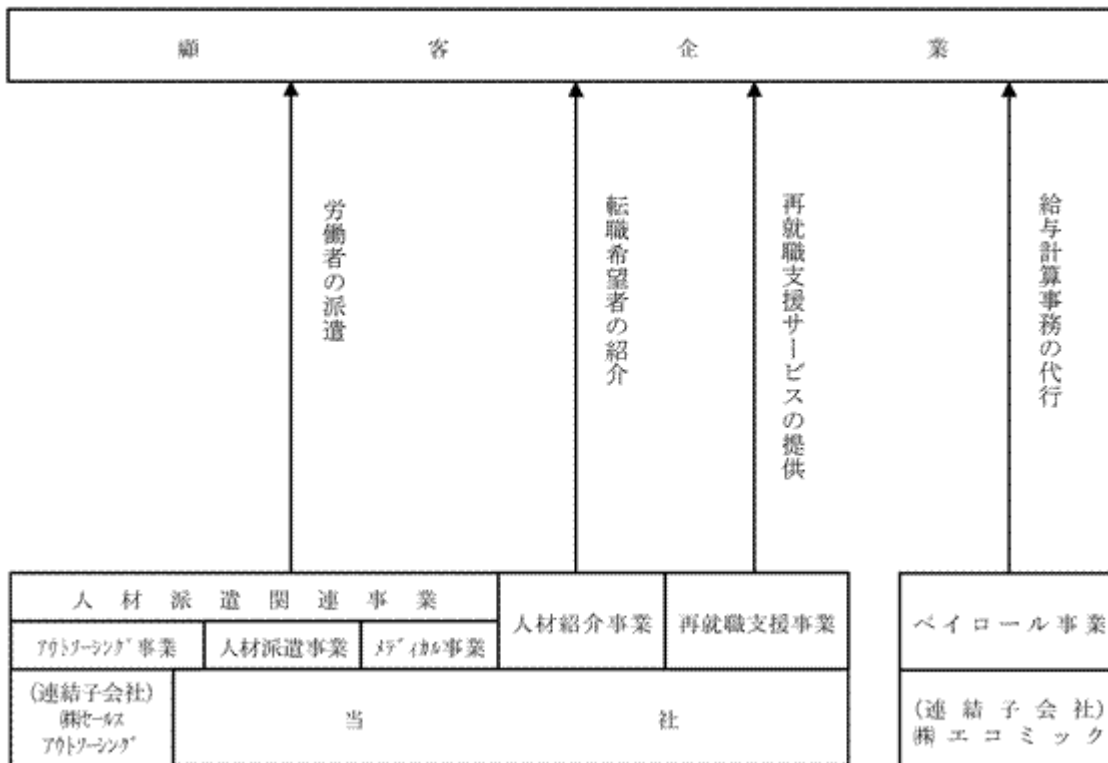 顧客企業
労働者の派遣
転職希望者の紹介
再就職支援サービスの提供
給与計算事務の代行
人材派遣関連事業
アウトソーシング事業
人材派遣事業
メディカル事業
人材紹介事業
再就職支援事業
ペイロール事業
(連結子会社)
㈱セールス
アウトソーシング
当社
(連結子会社)
㈱エコミック